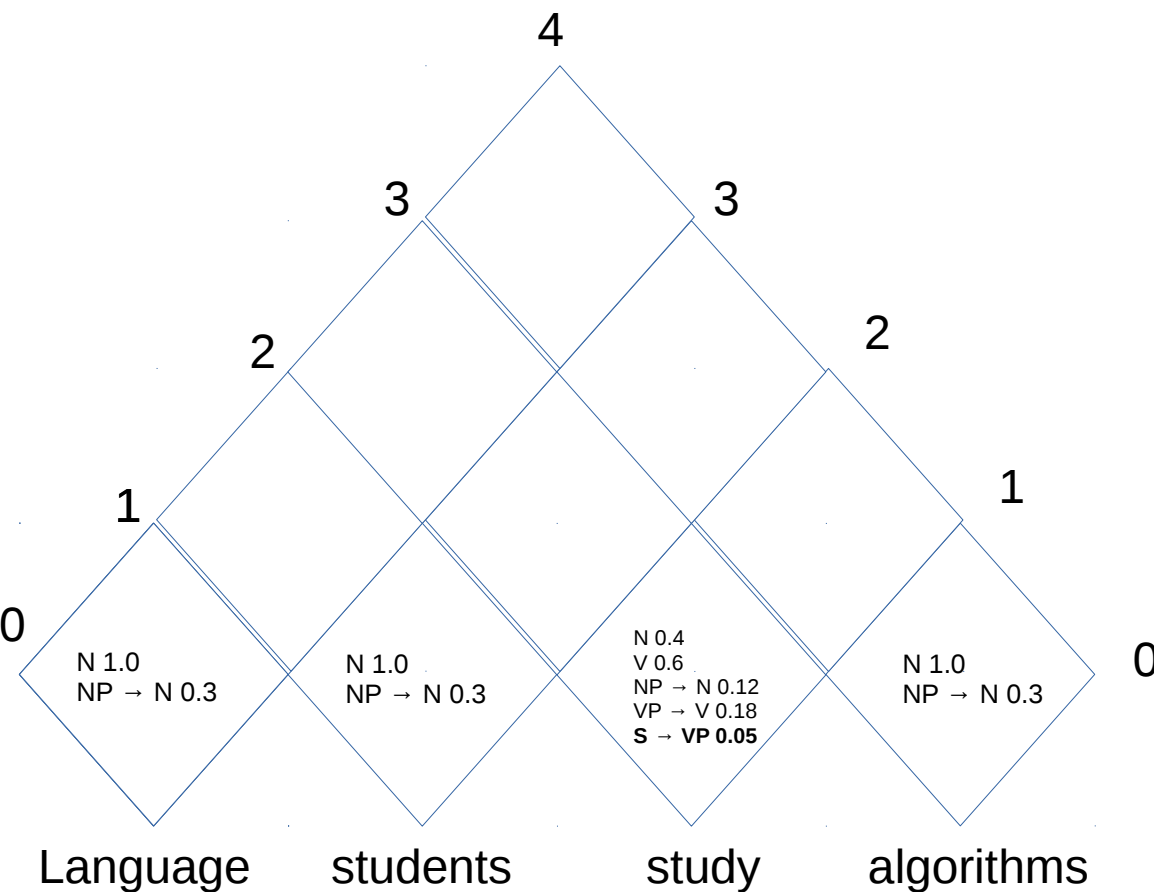 4
3 3
2 2
1 1
0 0
N 1.0
NP → N 0.3
N 1.0
NP → N 0.3
N 0.4
V 0.6
NP → N 0.12
VP → V 0.18
S → VP 0.05
N 1.0
NP → N 0.3
Language students study algorithms